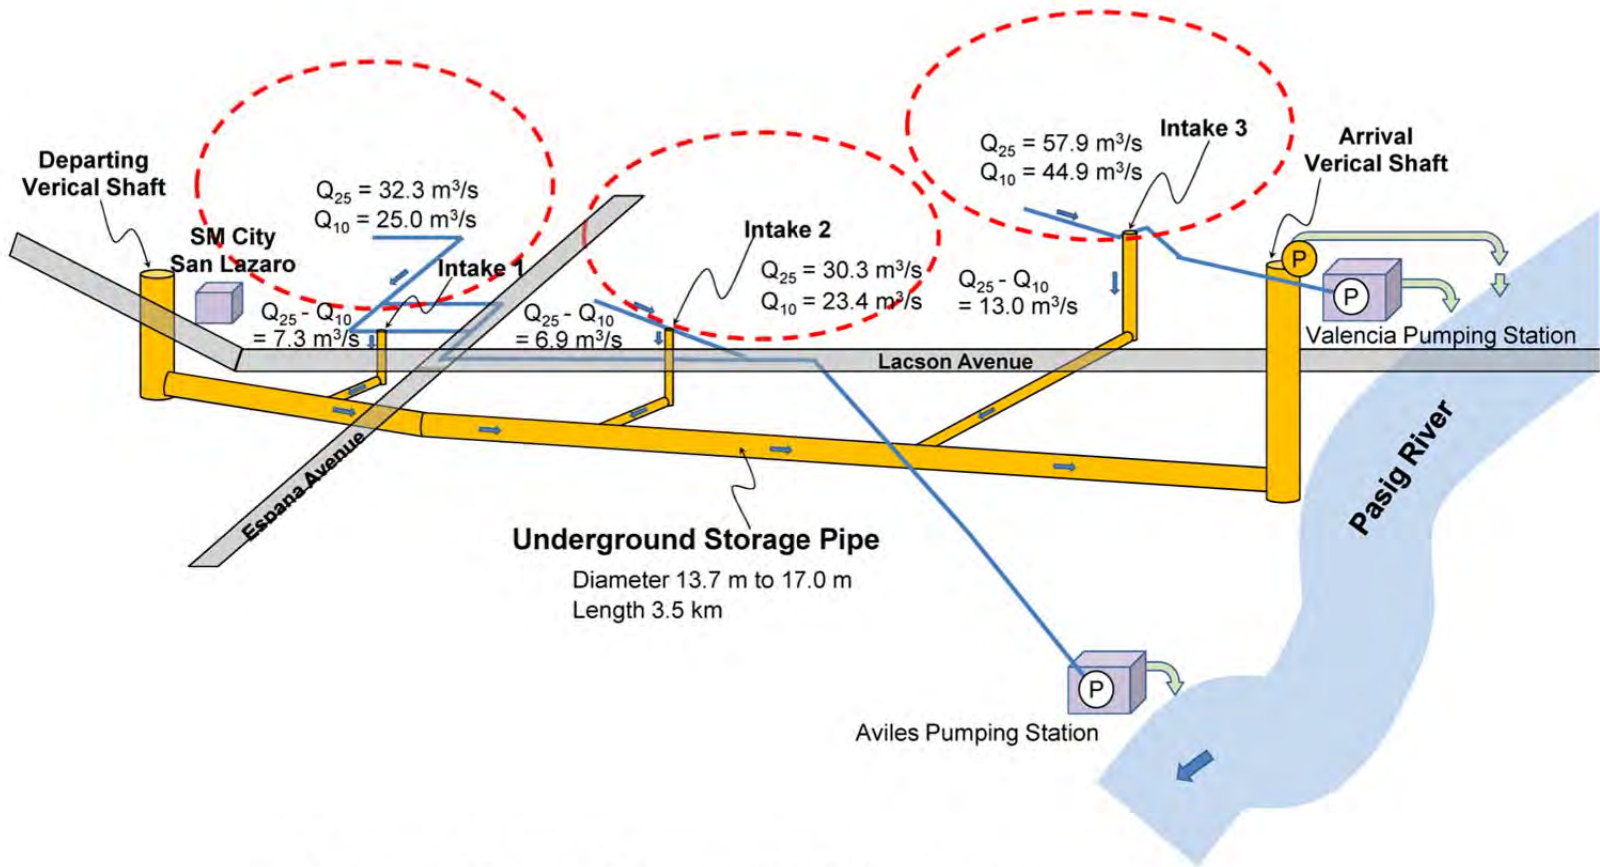 Departing
Verical Shaft
SM City
San Lazaro
Q25 = 32.3 m³/s
Q10 = 25.0 m³/s
Intake 1
Q25 - Q10
= 7.3 m³/s
Intake 2
Q25 = 30.3 m³/s
Q10 = 23.4 m³/s
Q25 - Q10
= 6.9 m³/s
Q25 = 57.9 m³/s
Q10 = 44.9 m³/s
Intake 3
Q25 - Q10
= 13.0 m³/s
Arrival
Verical Shaft
P
P
Valencia Pumping Station
Lacson Avenue
Espana Avenue
Pasig River
Underground Storage Pipe
Diameter 13.7 m to 17.0 m
Length 3.5 km
P
Aviles Pumping Station